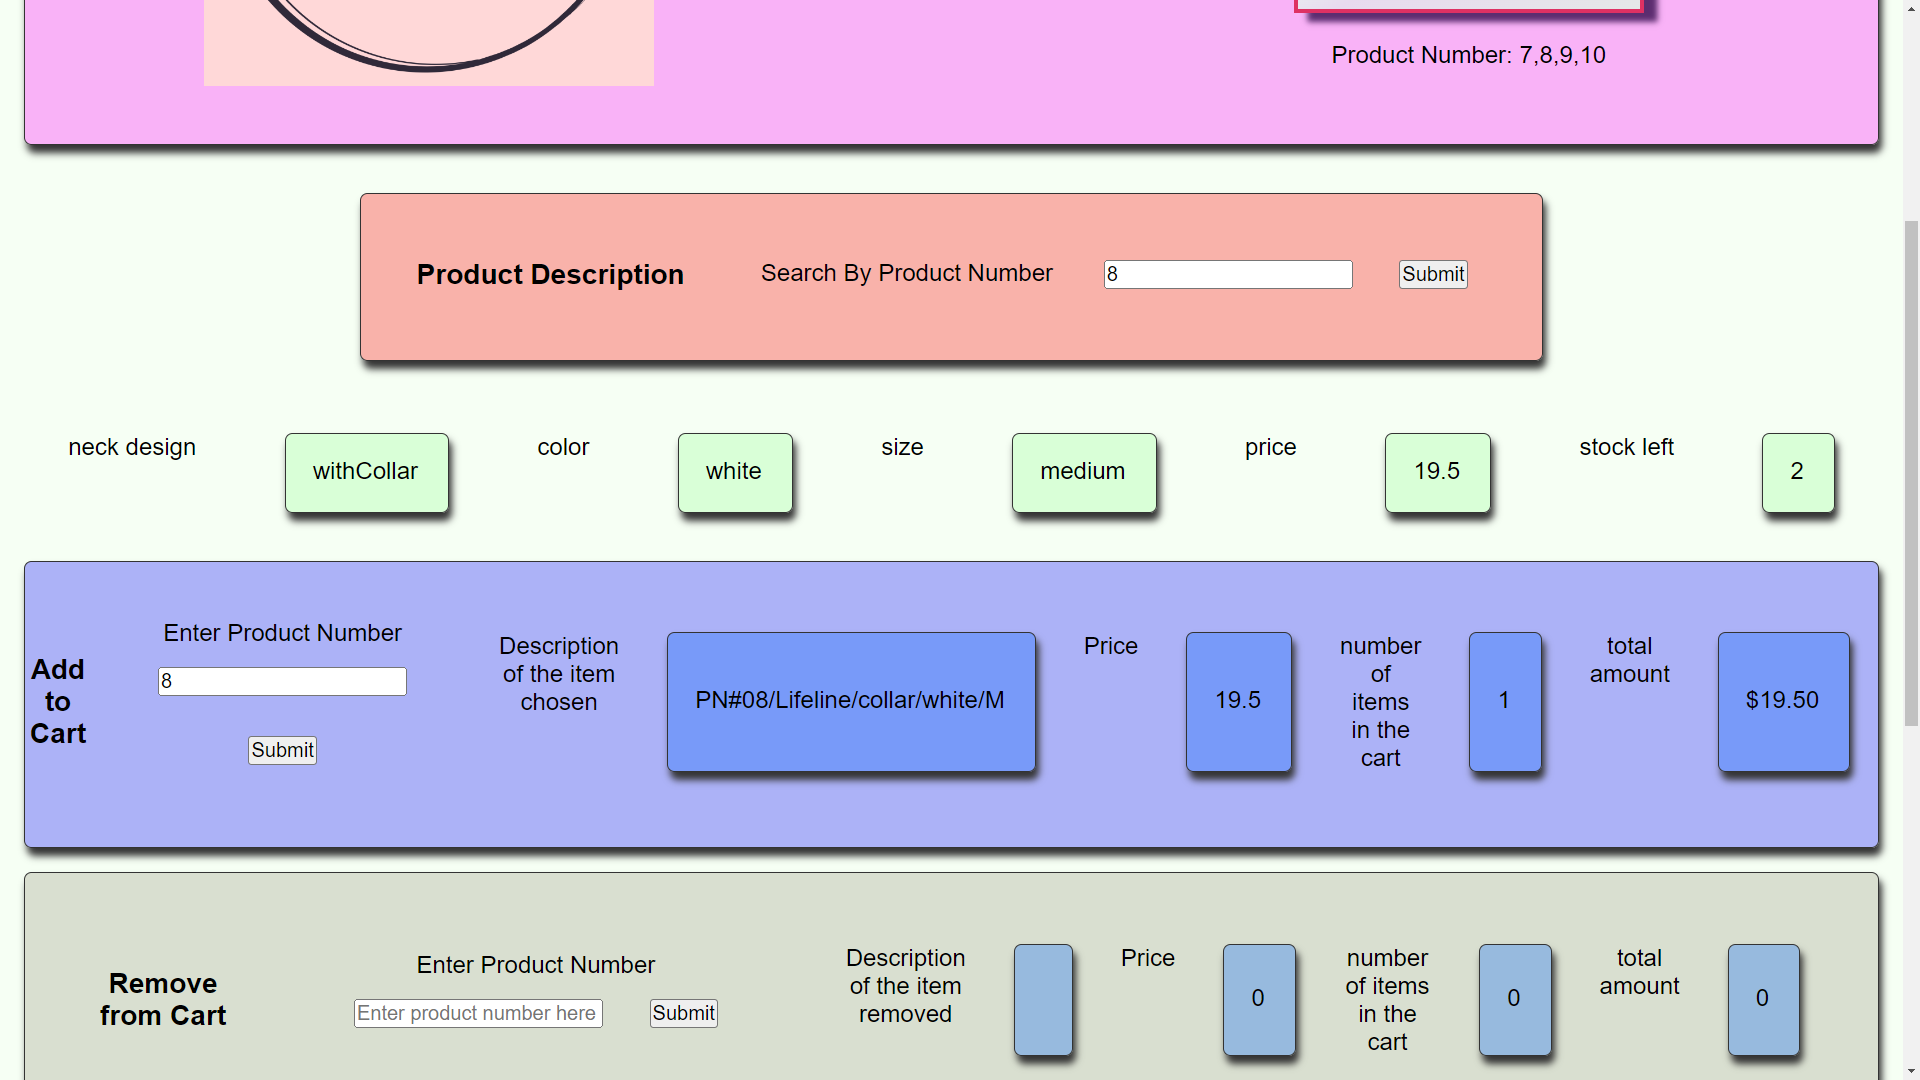 Product Number: 7,8,9,10
Product Description
Search By Product Number
8
Submit
neck design
withCollar
color
white
size
medium
price
19.5
stock left
2
Add
to
Cart
Enter Product Number
8
Submit
Description
of the item
chosen
PN#08/Lifeline/collar/white/M
Price
19.5
number
of
items
in the
cart
1
total
amount
$19.50
Remove
from Cart
Enter Product Number
Enter product number here
Submit
Description
of the item
removed
Price
0
number
of items
in the
cart
0
total
amount
0